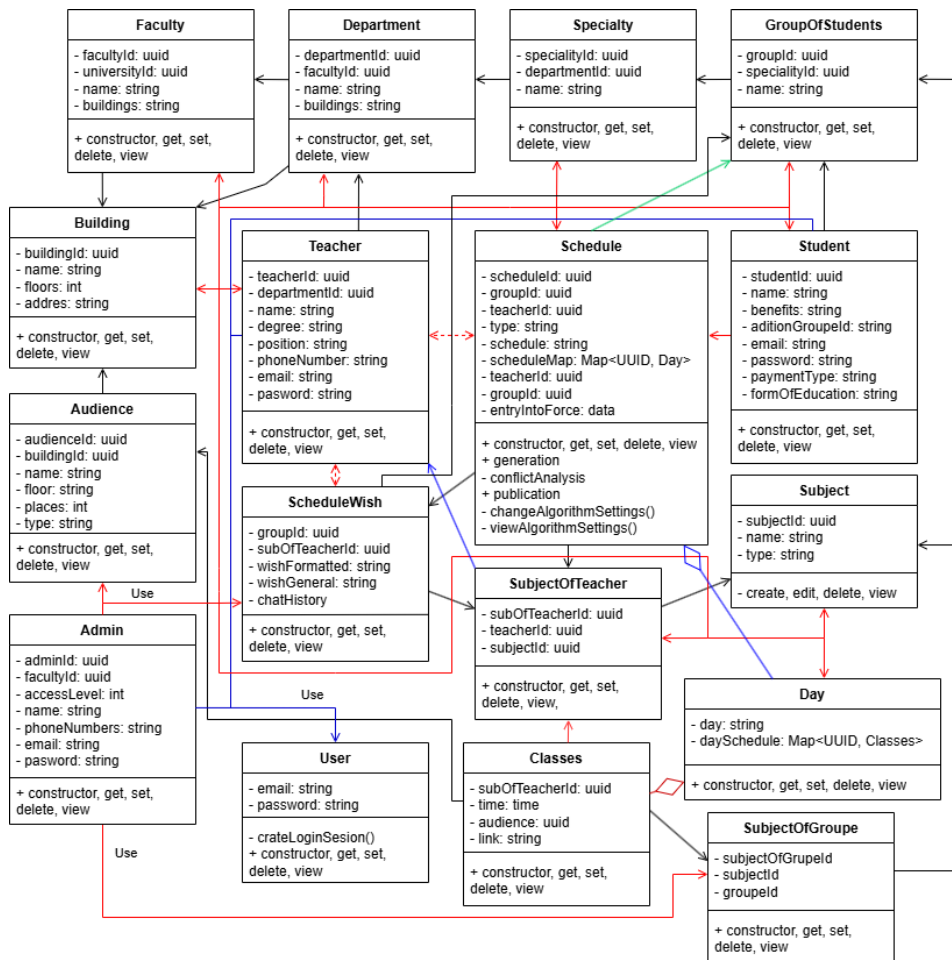 Faculty
- facultyId: uuid
- universityId: uuid
- name: string
- buildings: string
+ constructor, get, set,
delete, view
Department
- departmentId: uuid
- facultyId: uuid
- name: string
- buildings: string
+ constructor, get, set,
delete, view
Specialty
- specialityId: uuid
- departmentId: uuid
- name: string
+ constructor, get, set,
delete, view
GroupOfStudents
- groupId: uuid
- specialityId: uuid
- name: string
+ constructor, get, set,
delete, view
Building
- buildingId: uuid
- name: string
- floors: int
- addres: string
+ constructor, get, set,
delete, view
Teacher
- teacherId: uuid
- departmentId: uuid
- name: string
- degree: string
- position: string
- phoneNumber: string
- email: string
- pasword: string
+ constructor, get, set,
delete, view
Schedule
- scheduleId: uuid
- groupId: uuid
- teacherId: uuid
- type: string
- schedule: string
- scheduleMap: Map<UUID, Day>
- teacherId: uuid
- groupId: uuid
- entryIntoForce: data
+ constructor, get, set, delete, view
+ generation
- conflictAnalysis
+ publication
- changeAlgorithmSettings()
- viewAlgorithmSettings()
Student
- studentId: uuid
- name: string
- benefits: string
- aditionGroupeId: string
- email: string
- password: string
- paymentType: string
- formOfEducation: string
+ constructor, get, set,
delete, view
Audience
- audienceId: uuid
- buildingId: uuid
- name: string
- floor: string
- places: int
- type: string
+ constructor, get, set,
delete, view
ScheduleWish
- groupId: uuid
- subOfTeacherId: uuid
- wishFormatted: string
- wishGeneral: string
- chatHistory
+ constructor, get, set,
delete, view
Subject
- subjectId: uuid
- name: string
- type: string
- create, edit, delete, view
SubjectOfTeacher
- subOfTeacherId: uuid
- teacherId: uuid
- subjectId: uuid
+ constructor, get, set,
delete, view,
Use
Admin
- adminId: uuid
- facultyId: uuid
- accessLevel: int
- name: string
- phoneNumbers: string
- email: string
- pasword: string
+ constructor, get, set,
delete, view
Use
User
- email: string
- password: string
- crateLoginSesion()
+ constructor, get, set,
delete, view
Classes
- subOfTeacherId: uuid
- time: time
- audience: uuid
- link: string
+ constructor, get, set,
delete, view
Day
- day: string
- daySchedule: Map<UUID, Classes>
+ constructor, get, set, delete, view
Use
SubjectOfGroupe
- subjectOfGrupeId
- subjectId
- groupeId
+ constructor, get, set,
delete, view